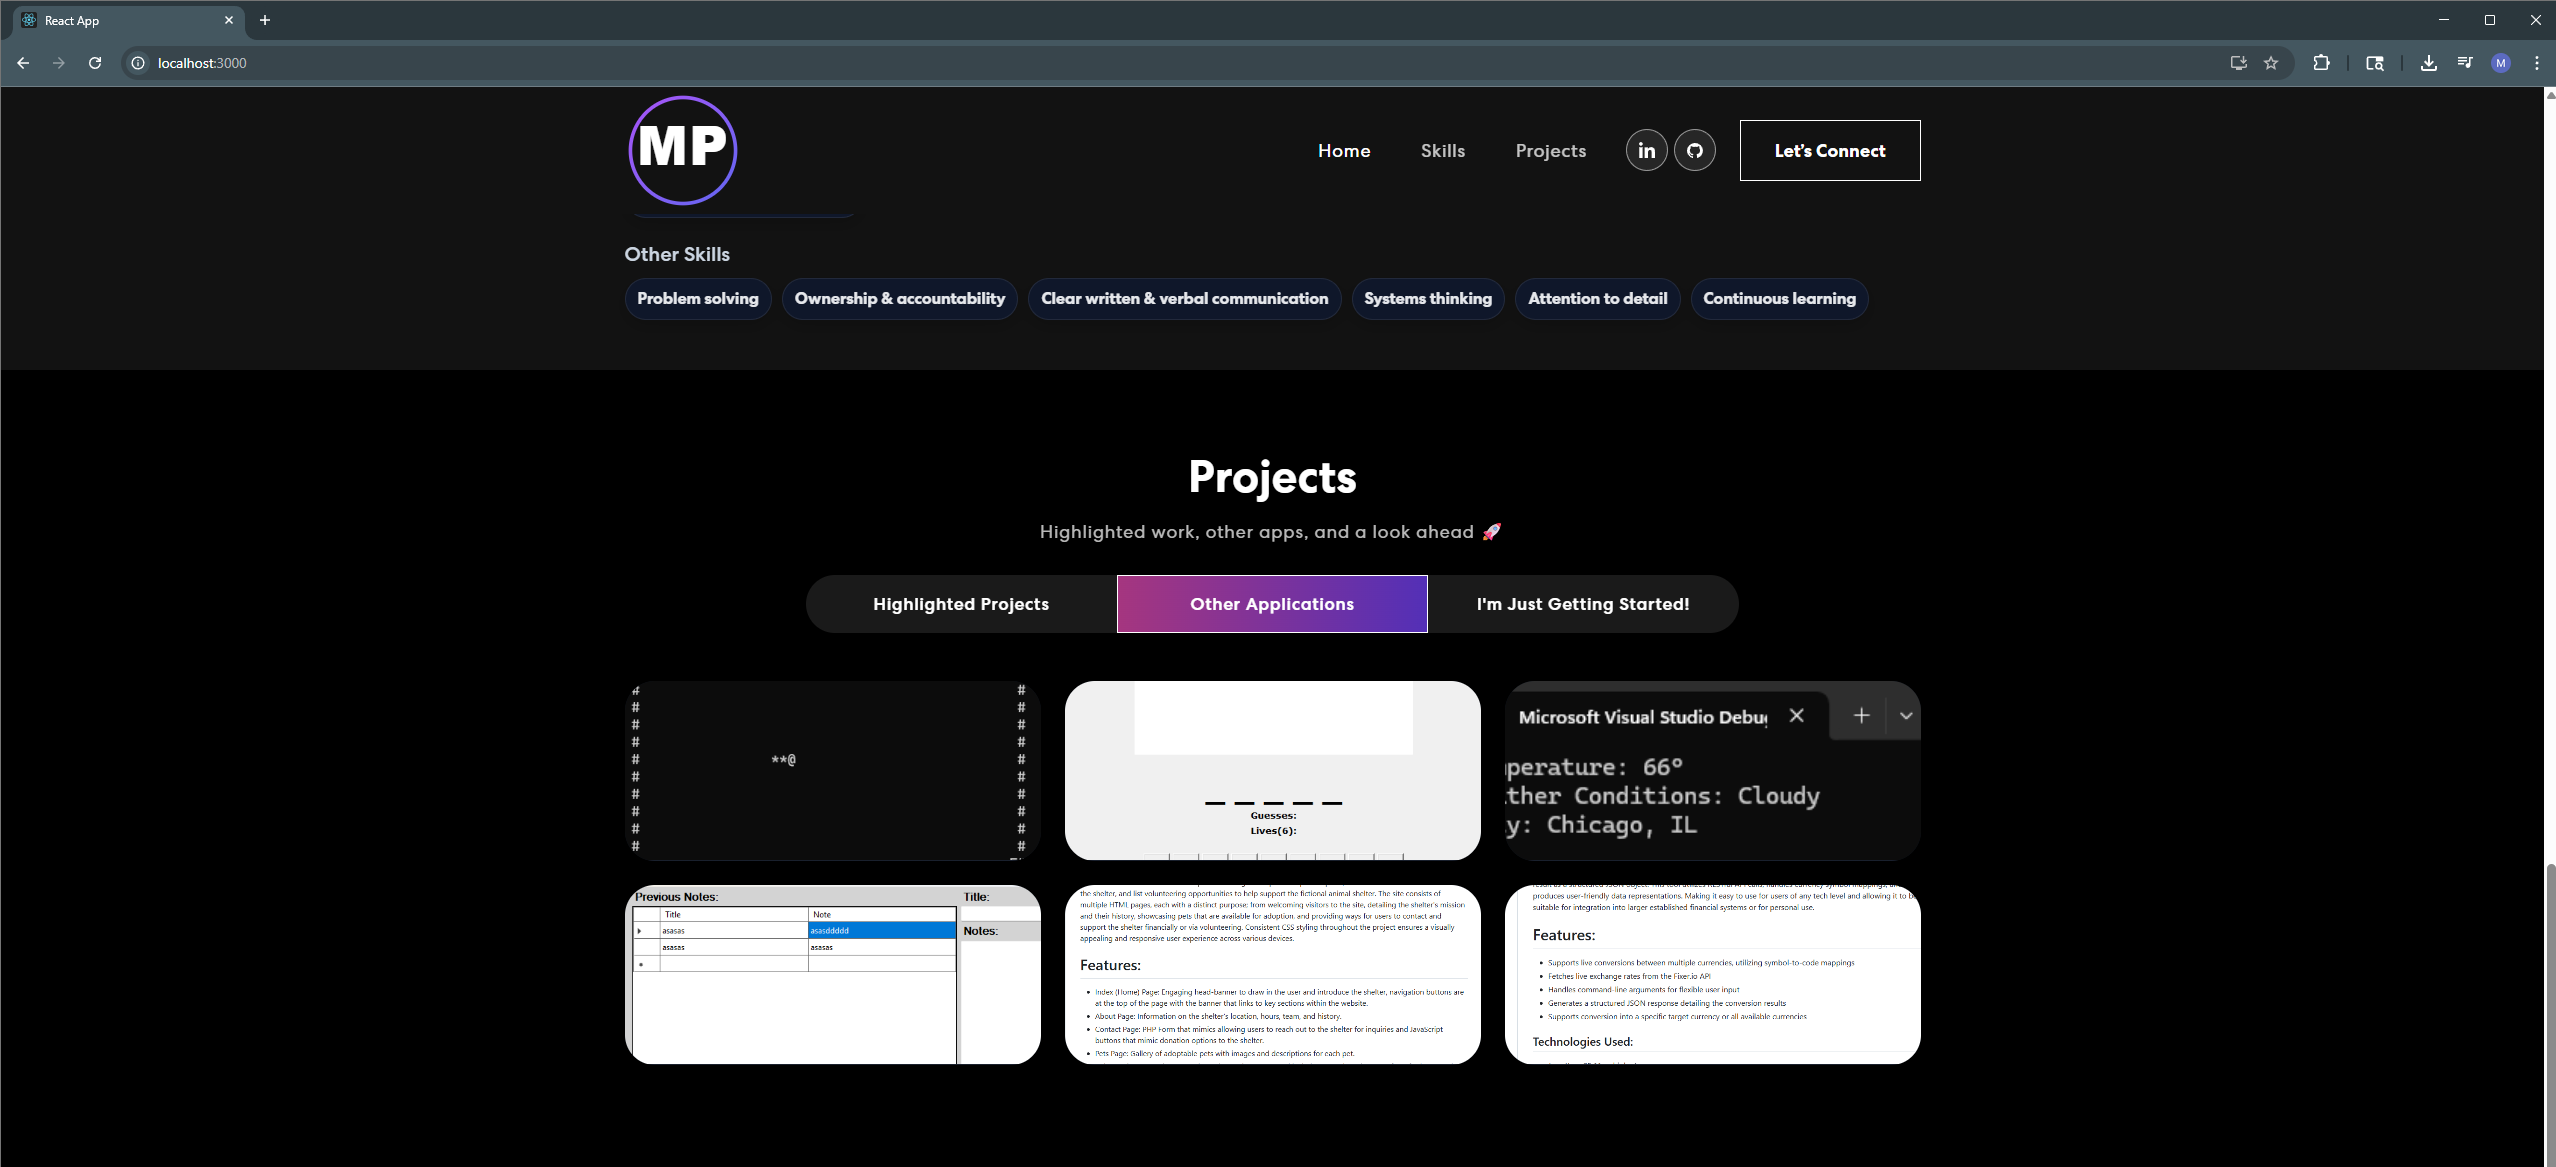 React App
localhost:3000
M
MP
Home
Skills
Projects
in
Let's Connect
Other Skills
Problem solving
Ownership & accountability
Clear written & verbal communication
Systems thinking
Attention to detail
Continuous learning
Projects
Highlighted work, other apps, and a look ahead 🚀
Highlighted Projects
Other Applications
I'm Just Getting Started!
# #
# #
# #
# #
# **@ #
# #
# #
# #
# #
# #
_ _ _ _ _
Guesses:
Lives(6):
Microsoft Visual Studio Debug
perature: 66°
ther Conditions: Cloudy
y: Chicago, IL
Previous Notes:
Title Note
asasas asasddddd
asasas asasas
Title:
Notes:
the shelter, and list volunteering opportunities to help support the fictional animal shelter. The site consists of
multiple HTML pages, each with a distinct purpose; from welcoming visitors to the site, detailing the shelter's mission
and their history, showcasing pets that are available for adoption, and providing ways for users to contact and
support the shelter financially or via volunteering. Consistent CSS styling throughout the project ensures a visually
appealing and responsive user experience across various devices.
Features:
• Index (Home) Page: Engaging head-banner to draw in the user and introduce the shelter, navigation buttons are
at the top of the page with the banner that links to key sections within the website.
• About Page: Information on the shelter's location, hours, team, and history.
• Contact Page: PHP Form that mimics allowing users to reach out to the shelter for inquiries and JavaScript
buttons that mimic donation options to the shelter.
• Pets Page: Gallery of adoptable pets with images and descriptions for each pet.
produces user-friendly data representations. Making it easy to use for users of any tech level and allowing it to be
suitable for integration into larger established financial systems or for personal use.
Features:
• Supports live conversions between multiple currencies, utilizing symbol-to-code mappings
• Fetches live exchange rates from the Fixer.io API
• Handles command-line arguments for flexible user input
• Generates a structured JSON response detailing the conversion results
• Supports conversion into a specific target currency or all available currencies
Technologies Used: